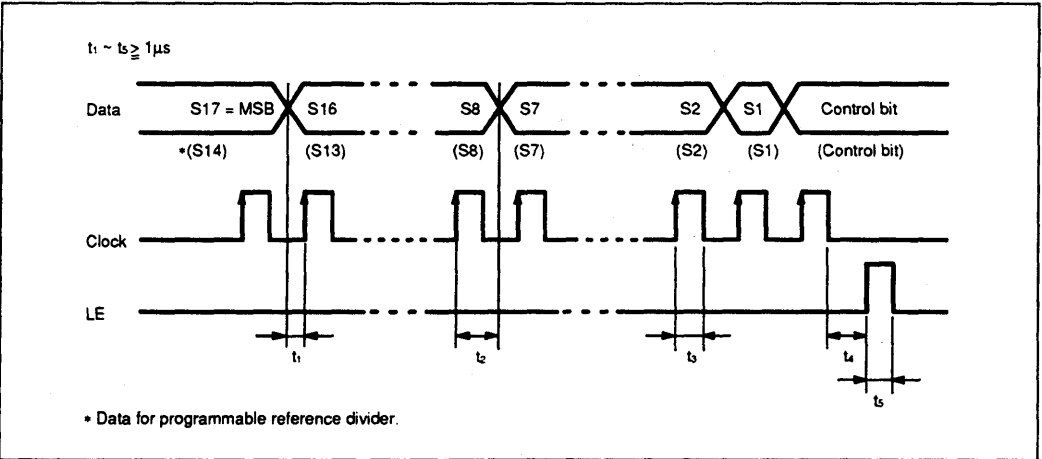 t₁ ~ t₅ ≧ 1µs
Data
S17 = MSB
S16
S8
S7
S2
S1
Control bit
*(S14)
(S13)
(S8)
(S7)
(S2)
(S1)
(Control bit)
Clock
LE
t₁
t₂
t₃
t₄
t₅
* Data for programmable reference divider.